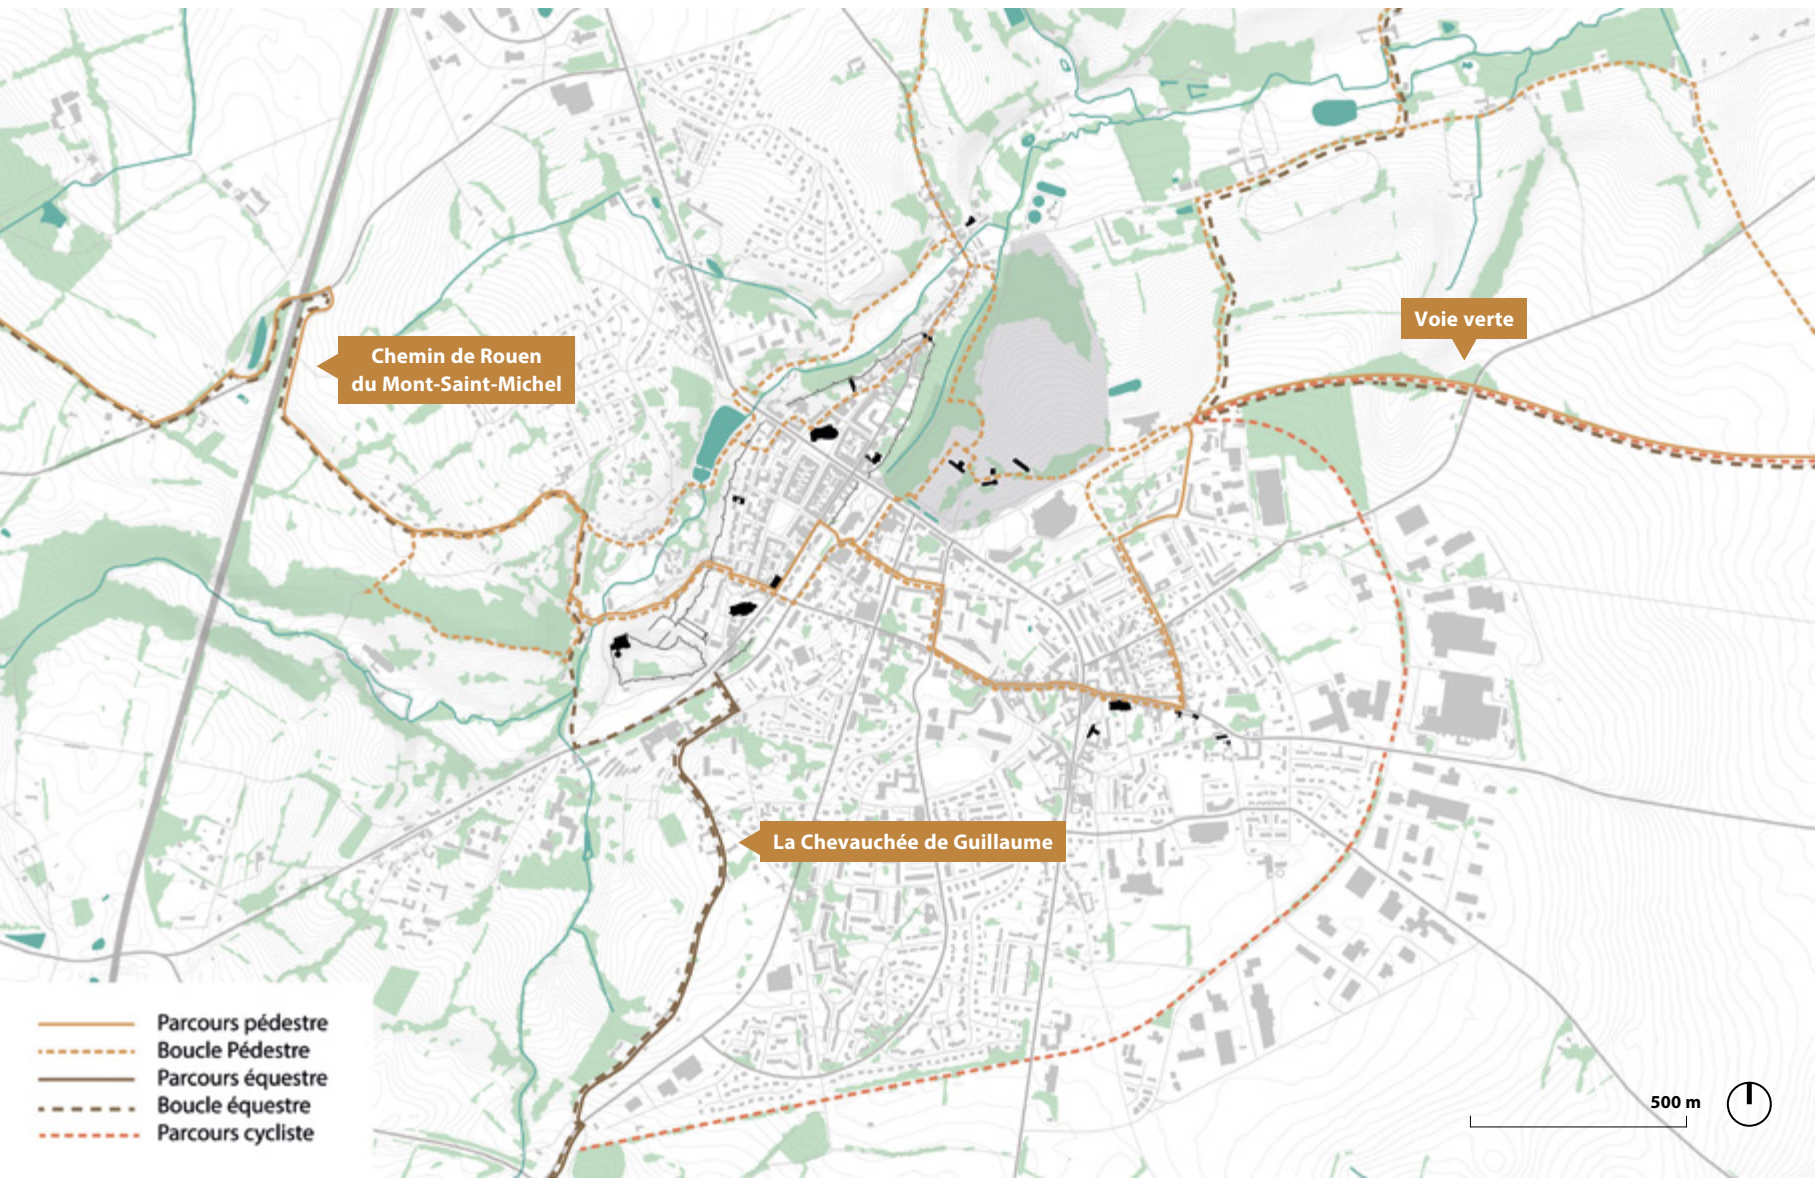 Voie verte
Chemin de Rouen
du Mont-Saint-Michel
La Chevauchée de Guillaume
Parcours pédestre
Boucle Pédestre
Parcours équestre
Boucle équestre
Parcours cycliste
500 m